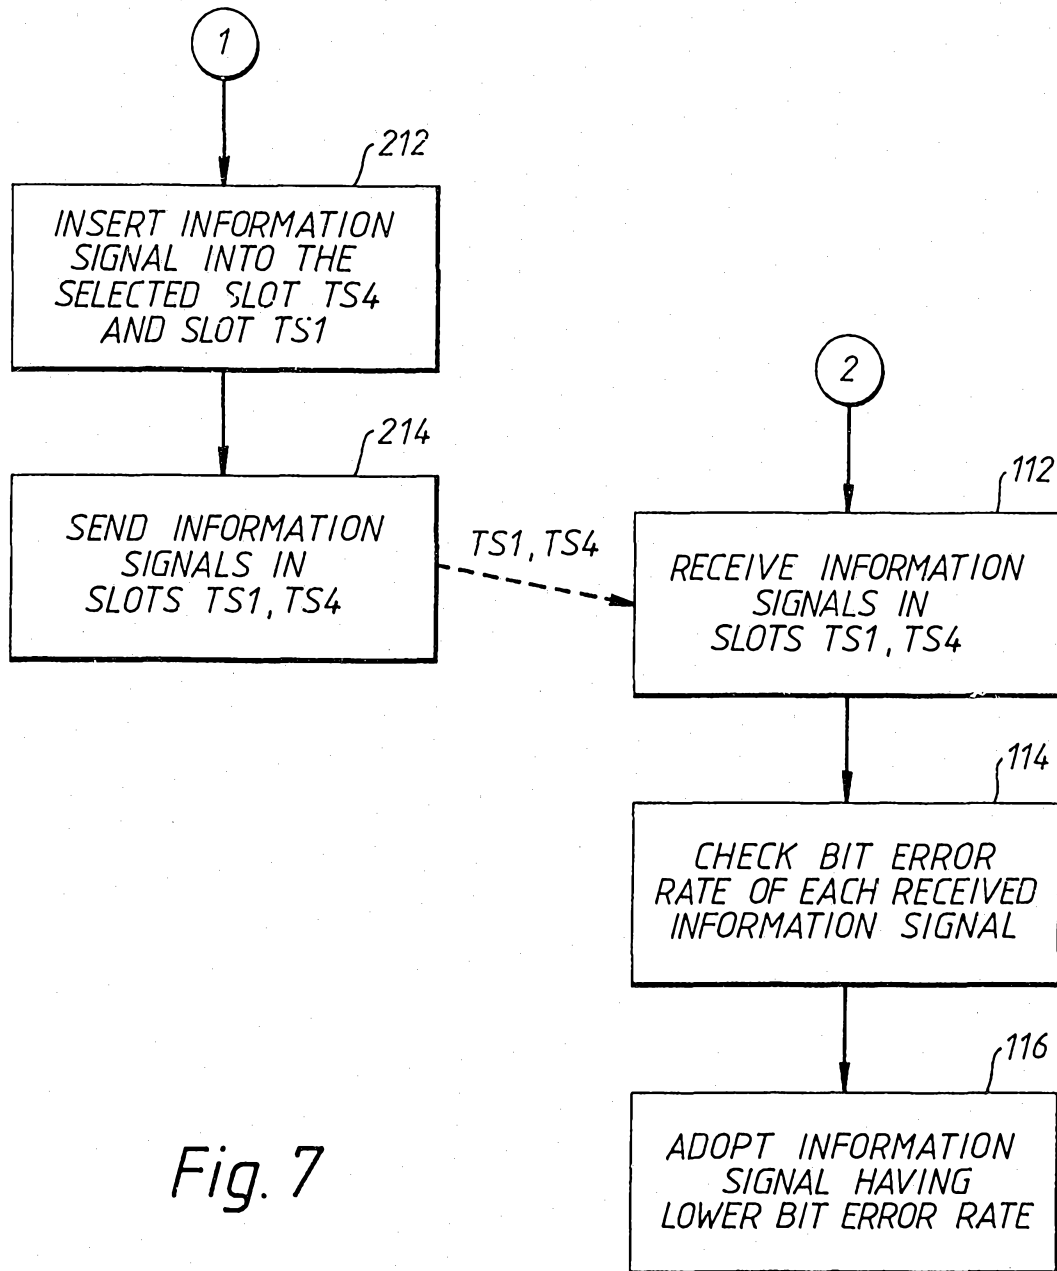 1
212
INSERT INFORMATION
SIGNAL INTO THE
SELECTED SLOT TS4
AND SLOT TS1
214
SEND INFORMATION
SIGNALS IN
SLOTS TS1, TS4
TS1, TS4
2
112
RECEIVE INFORMATION
SIGNALS IN
SLOTS TS1, TS4
114
CHECK BIT ERROR
RATE OF EACH RECEIVED
INFORMATION SIGNAL
116
ADOPT INFORMATION
SIGNAL HAVING
LOWER BIT ERROR RATE
Fig. 7